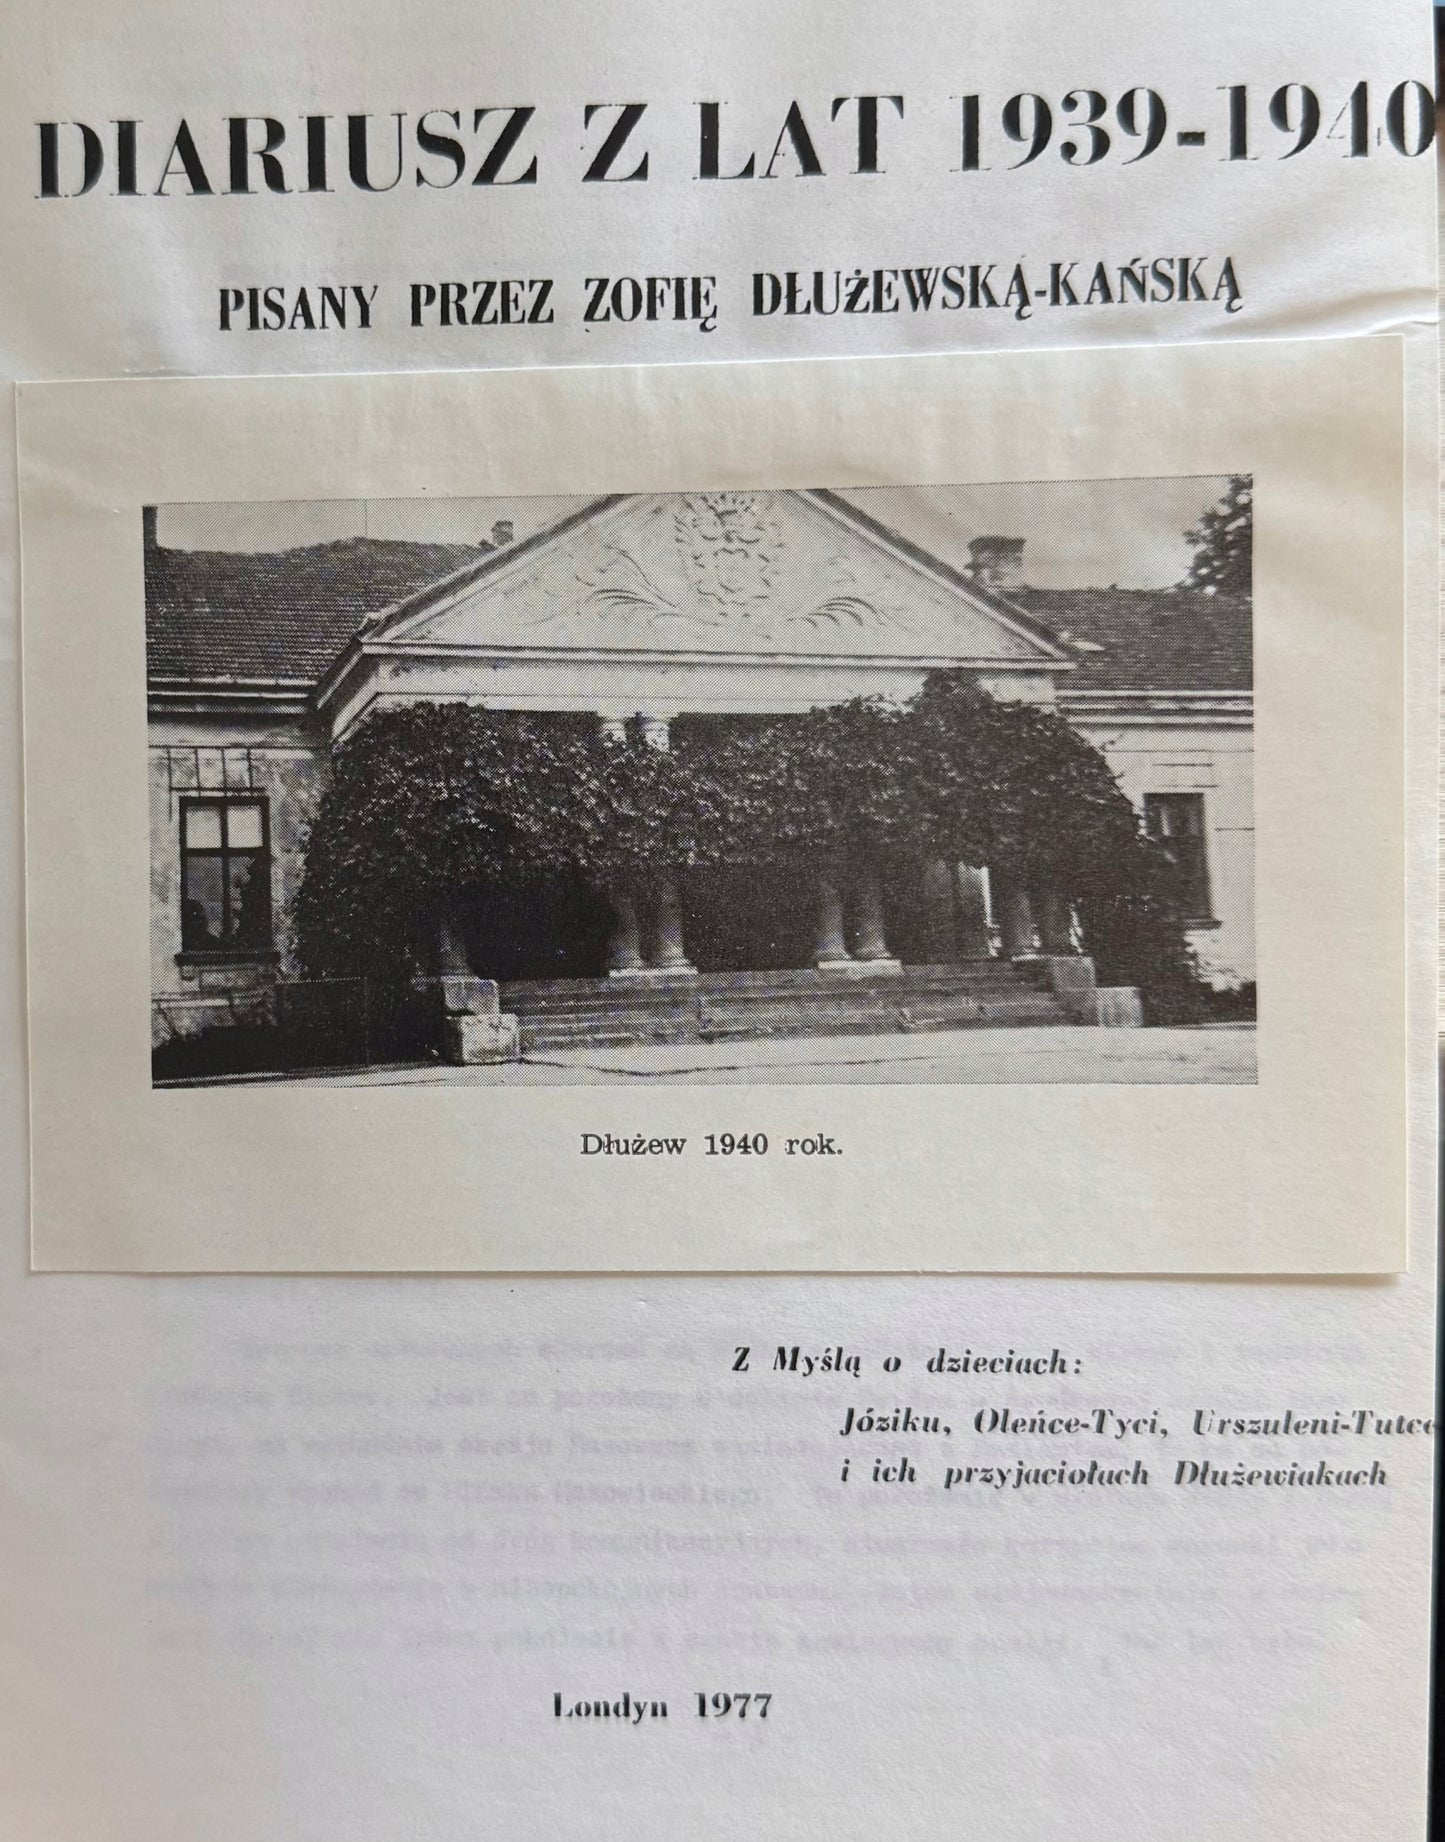 DIARIUSZ Z LAT 1939-1940
PISANY PRZEZ ZOFIĘ DŁUŻEWSKĄ-KAŃSKĄ
Dłużew 1940 rok.
Z Myślą o dzieciach:
Józiku, Oleńce-Tyci, Urszuleni-Tutce
i ich przyjaciołach Dłużewiakach
Londyn 1977